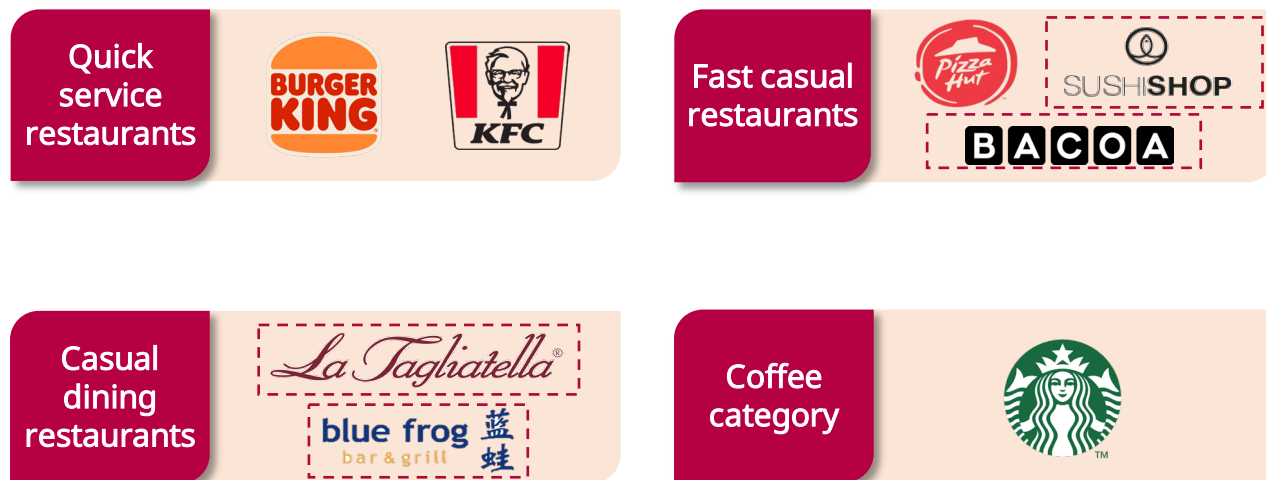 Quick
service
restaurants
BURGER
KING®
KFC
Fast casual
restaurants
Pizza
Hut
SUSHISHOP
BACOA
Casual
dining
restaurants
La Tagliatella®
blue frog
bar & grill
蓝
蛙
Coffee
category
TM